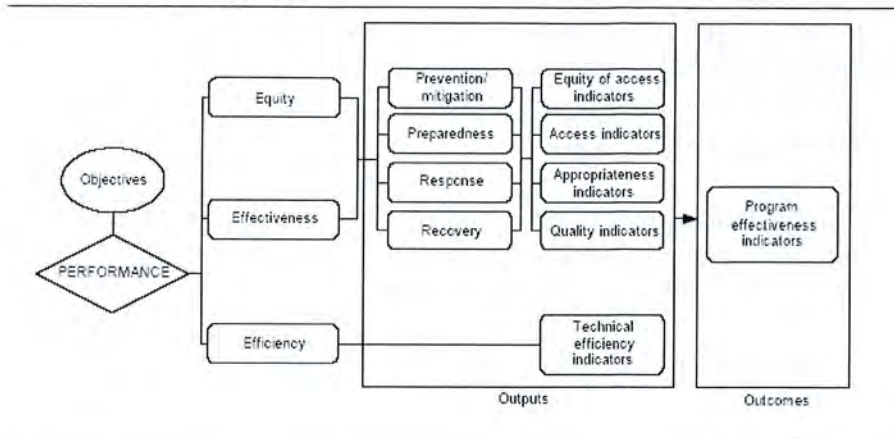 Objectives
PERFORMANCE
Equity
Effectiveness
Efficiency
Prevention/
mitigation
Preparedness
Response
Recovery
Equity of access
indicators
Access indicators
Appropriateness
indicators
Quality indicators
Technical
efficiency
indicators
Outputs
Program
effectiveness
indicators
Outcomes